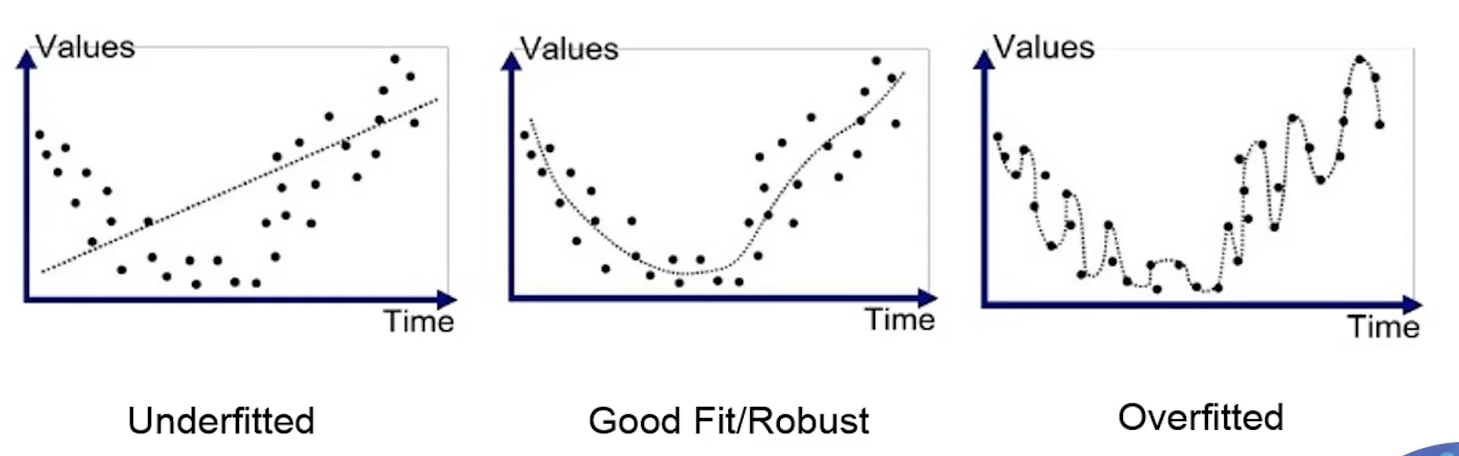 Values
Time
Underfitted
Values
Time
Good Fit/Robust
Values
Time
Overfitted